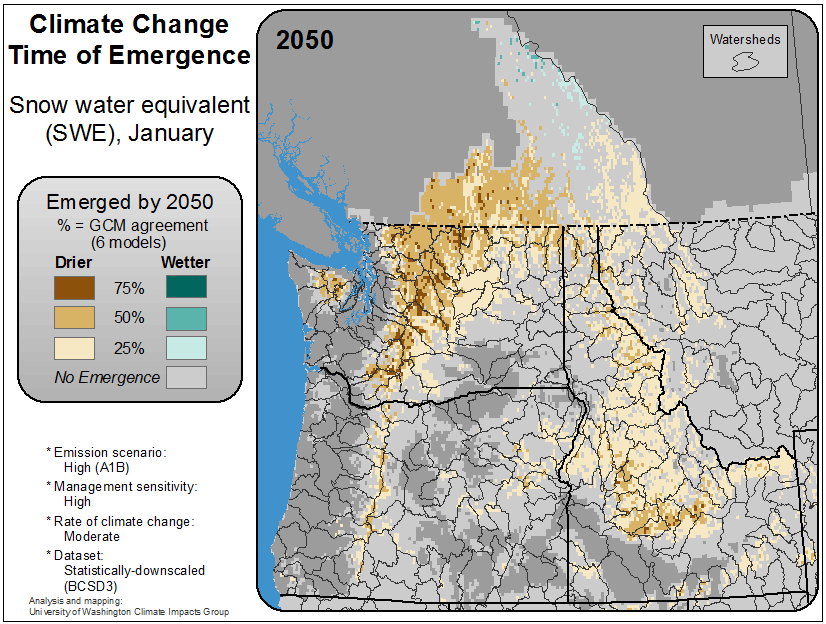 Climate Change
Time of Emergence
Snow water equivalent
(SWE), January
Emerged by 2050
% = GCM agreement
(6 models)
Drier Wetter
75%
50%
25%
No Emergence
* Emission scenario:
High (A1B)
* Management sensitivity:
High
* Rate of climate change:
Moderate
* Dataset:
Statistically-downscaled
(BCSD3)
Analysis and mapping:
University of Washington Climate Impacts Group
2050
Watersheds